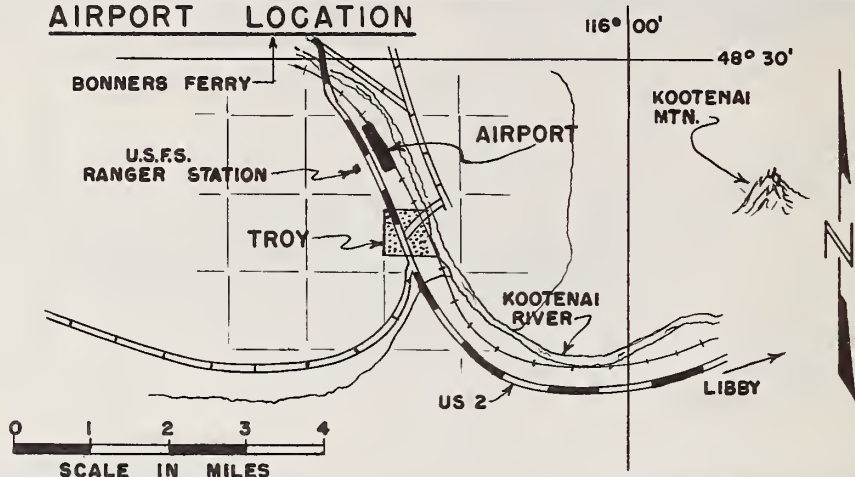 AIRPORT LOCATION
116° 00'
48° 30'
BONNERS FERRY
KOOTENAI
MTN.
AIRPORT
U.S.F.S.
RANGER STATION
TROY
N
KOOTENAI
RIVER
LIBBY
US 2
0 1 2 3 4
SCALE IN MILES